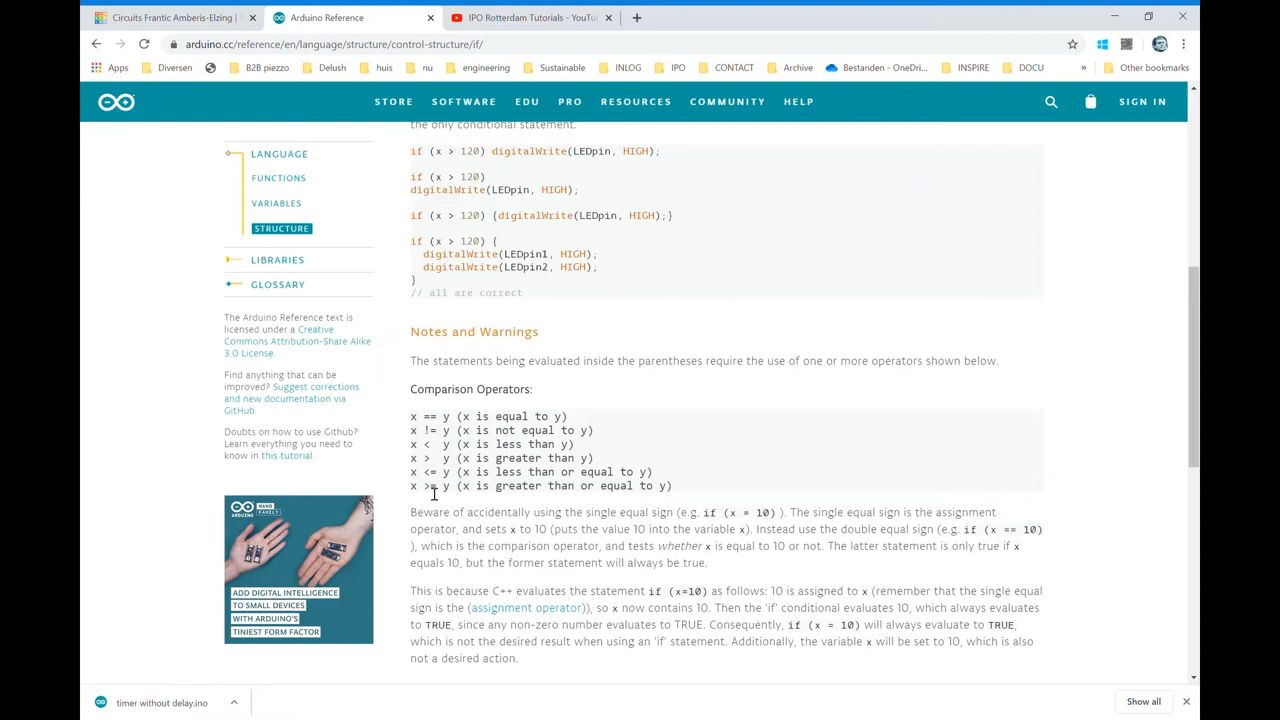 Circuits Frantic Amberis-Elzing |
Arduino Reference
IPO Rotterdam Tutorials - YouTu
arduino.cc/reference/en/language/structure/control-structure/if/
Apps Diversen B2B piezzo Delush huis nu engineering Sustainable INLOG IPO CONTACT Archive Bestanden — OneDri... INSPIRE DOCU » Other bookmarks
STORE SOFTWARE EDU PRO RESOURCES COMMUNITY HELP SIGN IN
LANGUAGE
FUNCTIONS
VARIABLES
STRUCTURE
LIBRARIES
GLOSSARY
The Arduino Reference text is
licensed under a Creative
Commons Attribution-Share Alike
3.0 License.
Find anything that can be
improved? Suggest corrections
and new documentation via
GitHub.
Doubts on how to use Github?
Learn everything you need to
know in this tutorial.
NANO FAMILY
ADD DIGITAL INTELLIGENCE
TO SMALL DEVICES
WITH ARDUINO'S
TINIEST FORM FACTOR
the only conditional statement.
if (x > 120) digitalWrite(LEDpin, HIGH);
if (x > 120)
digitalWrite(LEDpin, HIGH);
if (x > 120) {digitalWrite(LEDpin, HIGH);}
if (x > 120) {
digitalWrite(LEDpin1, HIGH);
digitalWrite(LEDpin2, HIGH);
}
// all are correct
Notes and Warnings
The statements being evaluated inside the parentheses require the use of one or more operators shown below.
Comparison Operators:
x == y (x is equal to y)
x != y (x is not equal to y)
x < y (x is less than y)
x > y (x is greater than y)
x <= y (x is less than or equal to y)
x >= y (x is greater than or equal to y)
Beware of accidentally using the single equal sign (e.g. if (x = 10) ). The single equal sign is the assignment
operator, and sets x to 10 (puts the value 10 into the variable x). Instead use the double equal sign (e.g. if (x == 10)
), which is the comparison operator, and tests whether x is equal to 10 or not. The latter statement is only true if x
equals 10, but the former statement will always be true.
This is because C++ evaluates the statement if (x=10) as follows: 10 is assigned to x (remember that the single equal
sign is the (assignment operator)), so x now contains 10. Then the 'if' conditional evaluates 10, which always evaluates
to TRUE, since any non-zero number evaluates to TRUE. Consequently, if (x = 10) will always evaluate to TRUE,
which is not the desired result when using an 'if' statement. Additionally, the variable x will be set to 10, which is also
not a desired action.
timer without delay.ino
Show all